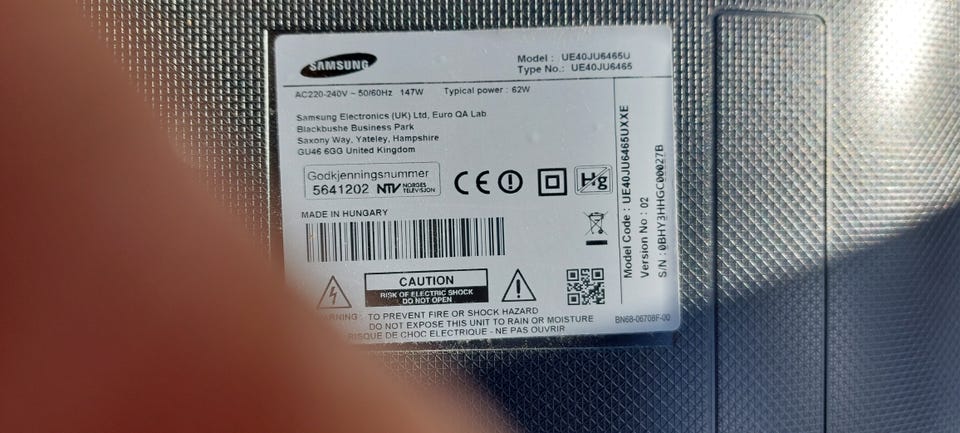 SAMSUNG
Model : UE40JU6465U
Type No.: UE40JU6465
AC220-240V ~ 50/60Hz 147W Typical power : 62W
Samsung Electronics (UK) Ltd, Euro QA Lab
Blackbushe Business Park
Saxony Way, Yateley, Hampshire
GU46 6GG United Kingdom
Godkjenningsnummer
5641202 NTV NORGES TELEVISJON
CE
Hg
MADE IN HUNGARY
CAUTION
RISK OF ELECTRIC SHOCK
DO NOT OPEN
WARNING: TO PREVENT FIRE OR SHOCK HAZARD
DO NOT EXPOSE THIS UNIT TO RAIN OR MOISTURE
RISQUE DE CHOC ELECTRIQUE - NE PAS OUVRIR
BN68-06708F-00
Model Code : UE40JU6465UXXE
Version No : 02
S/N : 0BHY3HHGC00027B